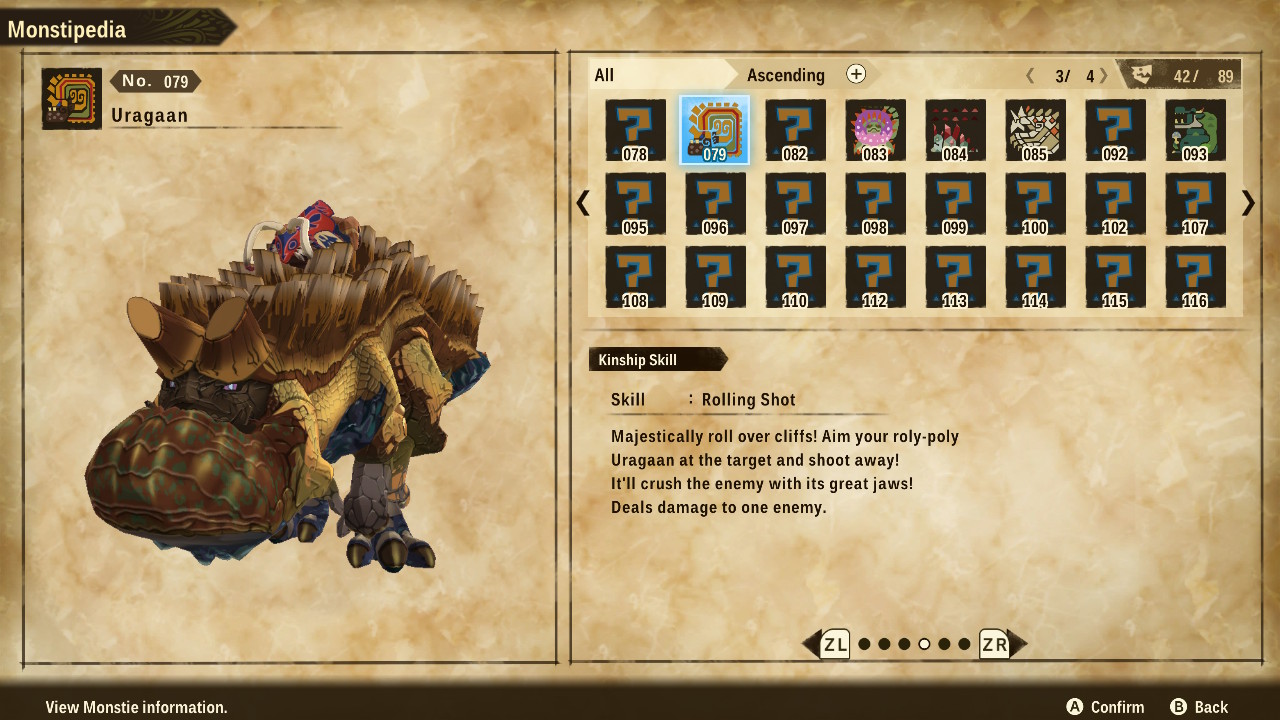 Monstipedia
No. 079
Uragaan
All
Ascending
3/ 4
42/ 89
078 079 082 083 084 085 092 093
095 096 097 098 099 100 102 107
108 109 110 112 113 114 115 116
Kinship Skill
Skill : Rolling Shot
Majestically roll over cliffs! Aim your roly-poly
Uragaan at the target and shoot away!
It'll crush the enemy with its great jaws!
Deals damage to one enemy.
ZL ZR
View Monstie information.
A Confirm B Back